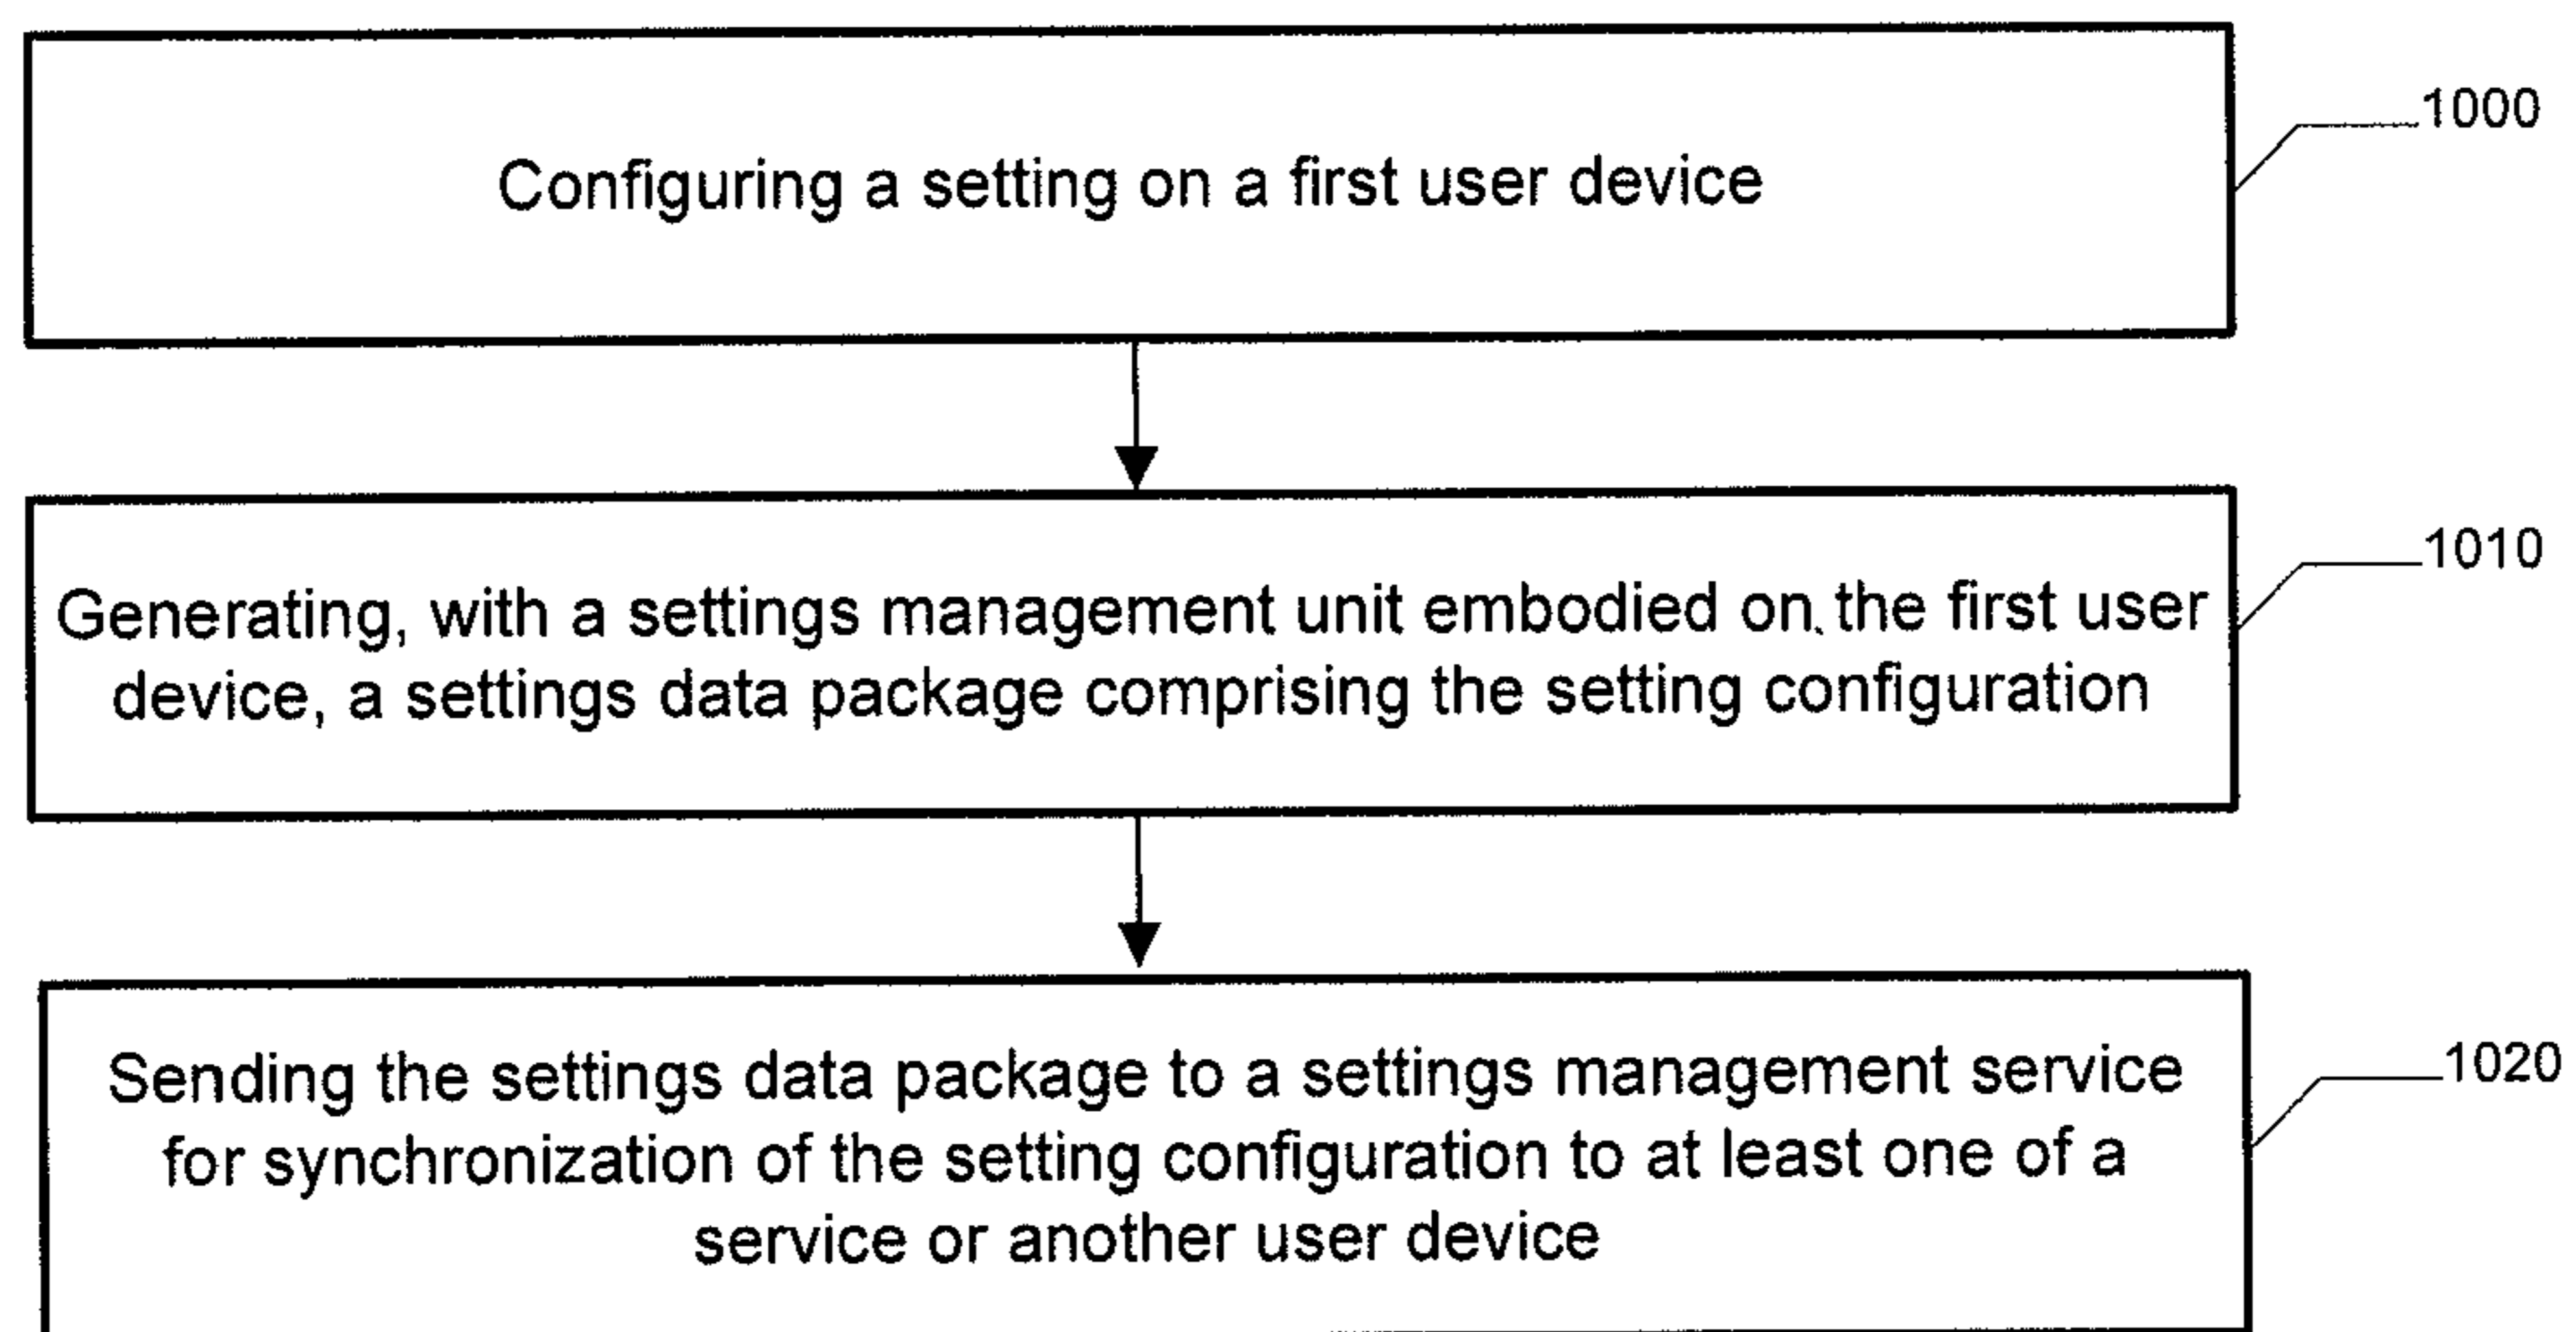 Configuring a setting on a first user device
1000
Generating, with a settings management unit embodied on the first user
device, a settings data package comprising the setting configuration
1010
Sending the settings data package to a settings management service
for synchronization of the setting configuration to at least one of a
service or another user device
1020